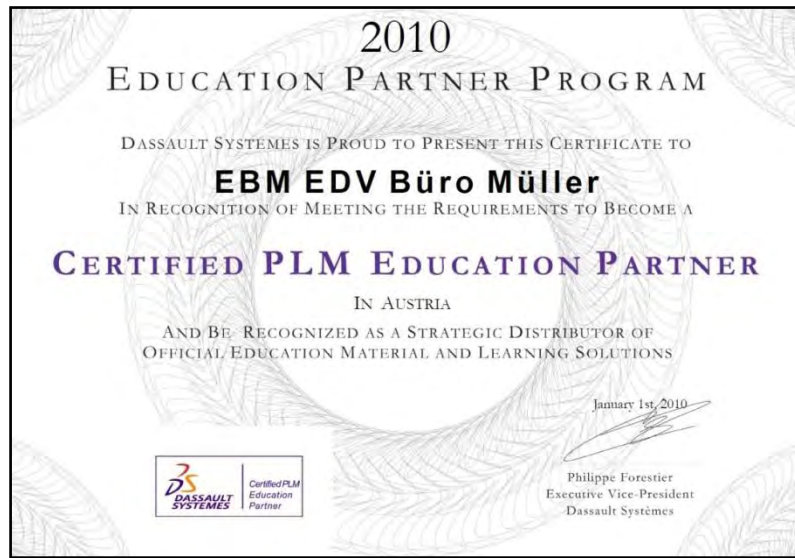 2010
EDUCATION PARTNER PROGRAM
DASSAULT SYSTEMES IS PROUD TO PRESENT THIS CERTIFICATE TO
EBM EDV Büro Müller
IN RECOGNITION OF MEETING THE REQUIREMENTS TO BECOME A
CERTIFIED PLM EDUCATION PARTNER
IN AUSTRIA
AND BE RECOGNIZED AS A STRATEGIC DISTRIBUTOR OF
OFFICIAL EDUCATION MATERIAL AND LEARNING SOLUTIONS
January 1st, 2010
Philippe Forestier
Executive Vice-President
Dassault Systèmes
DASSAULT
SYSTEMES
Certified PLM
Education
Partner